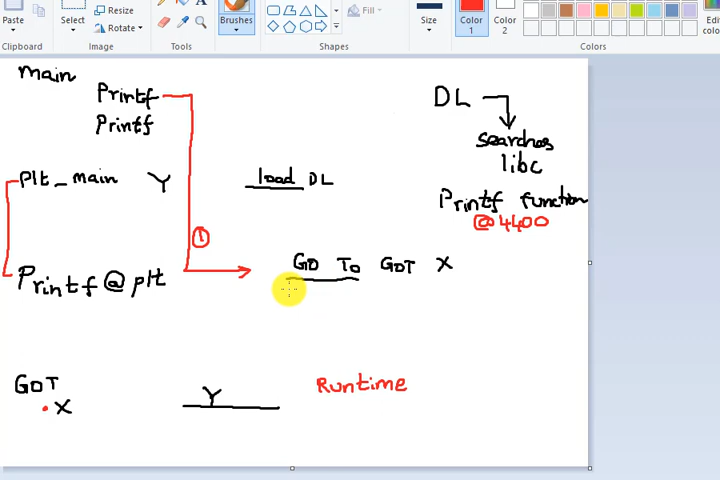 Paste
Select
Resize
Rotate
Image
Tools
Brushes
Shapes
Fill
Size
Color 1
Color 2
Colors
Edit
main
Printf
Printf
DL
searches
libc
Plt_main Y
load DL
Printf function
@4400
1
GO TO GOT X
Printf@plt
GOT
X
Y
Runtime